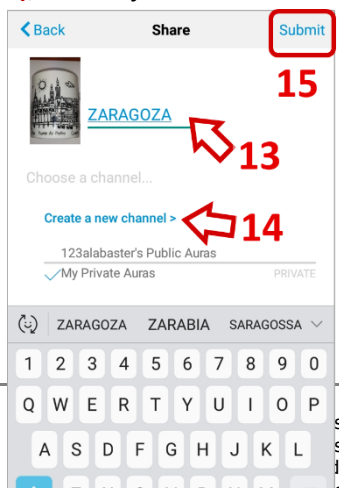 Back Share Submit
15
ZARAGOZA
13
Choose a channel...
Create a new channel >
14
123alabaster's Public Auras
My Private Auras PRIVATE
ZARAGOZA ZARABIA SARAGOSSA
1 2 3 4 5 6 7 8 9 0
Q W E R T Y U I O P
A S D F G H J K L